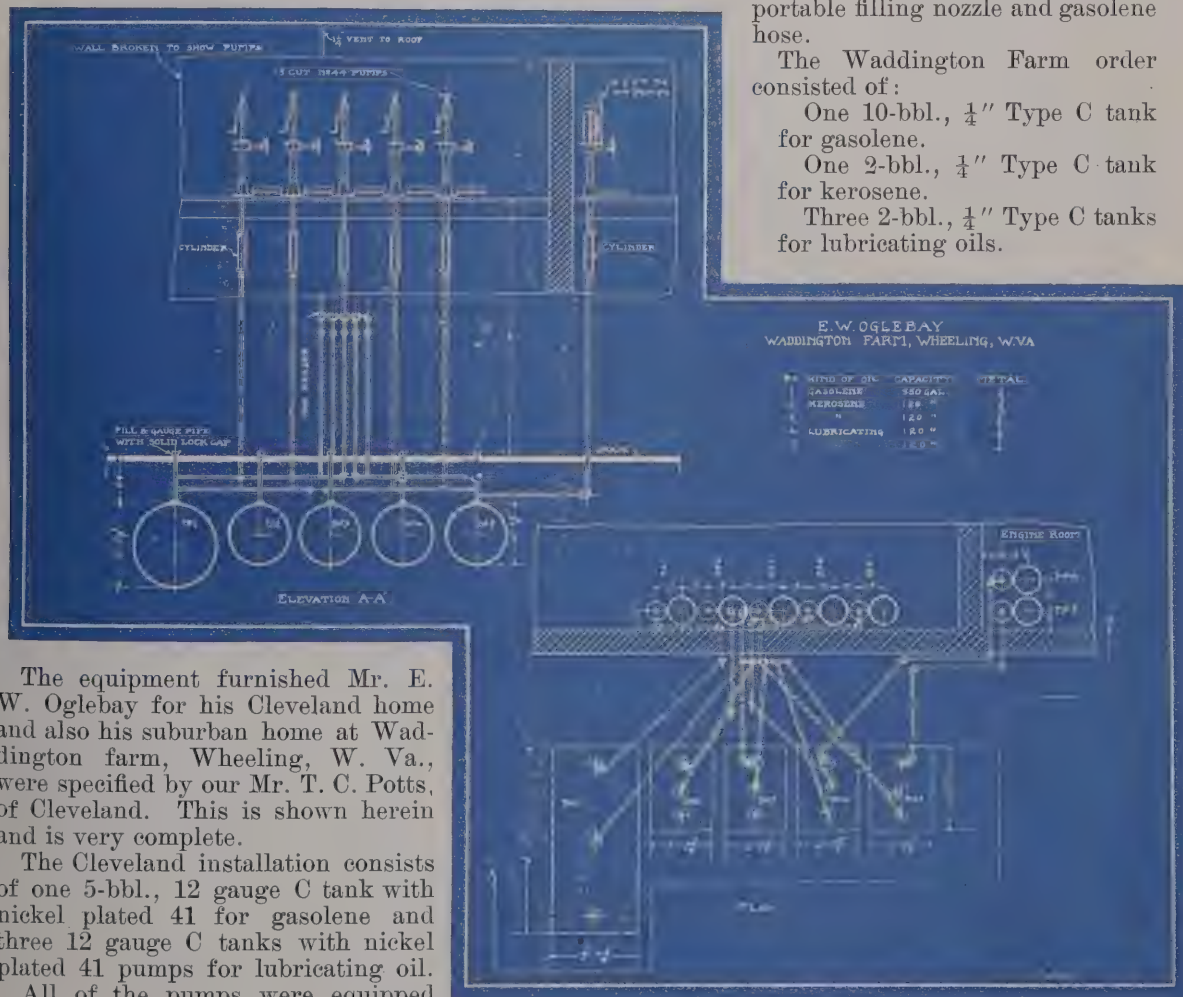 portable filling nozzle and gasolene
hose.
The Waddington Farm order
consisted of:
One 10-bbl., ¼″ Type C tank
for gasolene.
One 2-bbl., ¼″ Type C tank
for kerosene.
Three 2-bbl., ¼″ Type C tanks
for lubricating oils.
WALL BROKEN TO SHOW PUMPS
VENT TO ROOF
PUMPS
CYLINDER
CYLINDER
FILL & GAUGE PIPE
WITH SOLID LOCK CAP
ELEVATION A-A
E.W. OGLEBAY
WADDINGTON FARM, WHEELING, W.VA
KIND OF OIL CAPACITY METAL
GASOLENE 550 GAL.
KEROSENE 120 "
" 120 "
LUBRICATING 120 "
120 "
ENGINE ROOM
PLAN
The equipment furnished Mr. E.
W. Oglebay for his Cleveland home
and also his suburban home at Wad-
dington farm, Wheeling, W. Va.,
were specified by our Mr. T. C. Potts,
of Cleveland. This is shown herein
and is very complete.
The Cleveland installation consists
of one 5-bbl., 12 gauge C tank with
nickel plated 41 for gasolene and
three 12 gauge C tanks with nickel
plated 41 pumps for lubricating oil.
All of the pumps were equipped